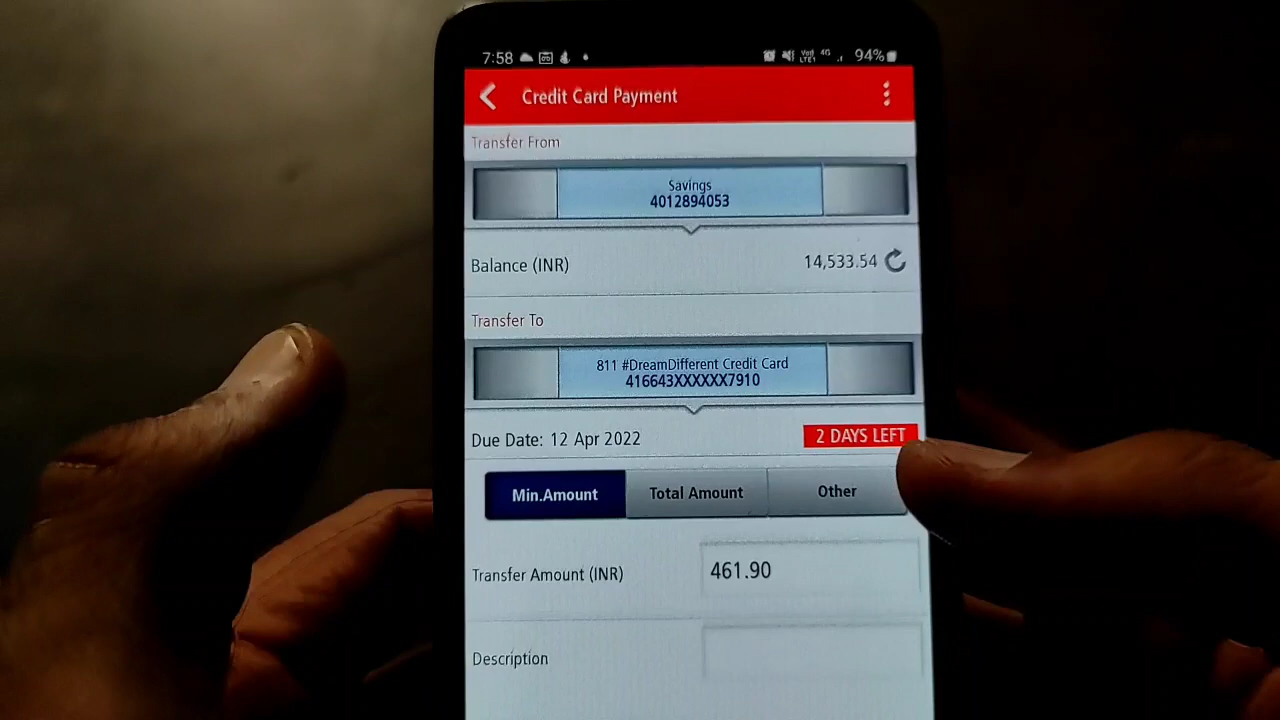 7:58 4G 94%
Credit Card Payment
Transfer From
Savings
4012894053
Balance (INR) 14,533.54
Transfer To
811 #DreamDifferent Credit Card
416643XXXXXX7910
Due Date: 12 Apr 2022 2 DAYS LEFT
Min.Amount Total Amount Other
Transfer Amount (INR) 461.90
Description